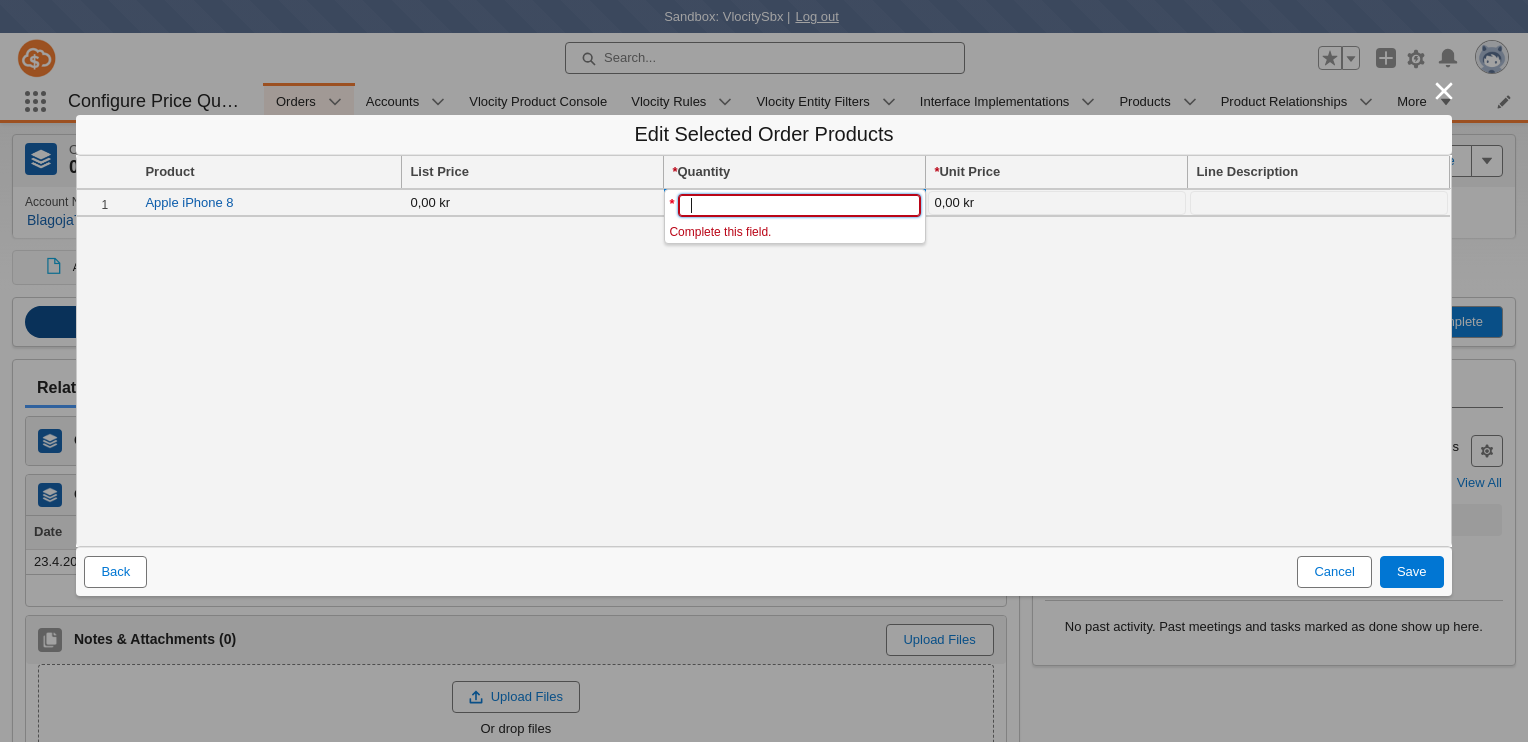 Sandbox: VlocitySbx | Log out
Search...
Configure Price Qu…
Orders
Accounts
Vlocity Product Console
Vlocity Rules
Vlocity Entity Filters
Interface Implementations
Products
Product Relationships
More
Edit Selected Order Products
Product
List Price
*Quantity
*Unit Price
Line Description
1
Apple iPhone 8
0,00 kr
*
0,00 kr
Complete this field.
Account
Blagoja
Relat
View All
Date
23.4.20
Back
Cancel
Save
Notes & Attachments (0)
Upload Files
Upload Files
Or drop files
No past activity. Past meetings and tasks marked as done show up here.